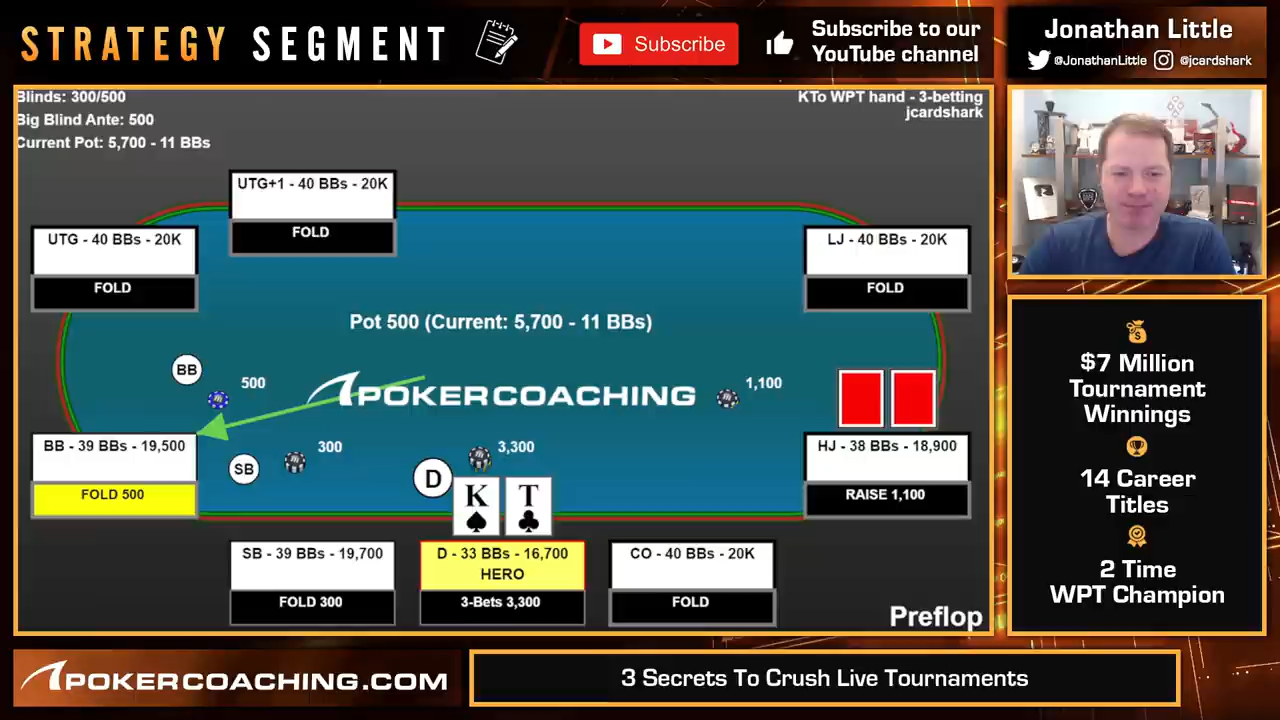 STRATEGY SEGMENT
Subscribe
Subscribe to our
YouTube channel
Jonathan Little
@JonathanLittle @jcardshark
Blinds: 300/500
Big Blind Ante: 500
Current Pot: 5,700 - 11 BBs
KTo WPT hand - 3-betting
jcardshark
UTG+1 - 40 BBs - 20K
FOLD
UTG - 40 BBs - 20K
FOLD
LJ - 40 BBs - 20K
FOLD
Pot 500 (Current: 5,700 - 11 BBs)
BB
500
POKERCOACHING
1,100
BB - 39 BBs - 19,500
FOLD 500
SB
300
D
3,300
K T
HJ - 38 BBs - 18,900
RAISE 1,100
SB - 39 BBs - 19,700
FOLD 300
D - 33 BBs - 16,700
HERO
3-Bets 3,300
CO - 40 BBs - 20K
FOLD
Preflop
$7 Million
Tournament
Winnings
14 Career
Titles
2 Time
WPT Champion
POKERCOACHING.COM
3 Secrets To Crush Live Tournaments